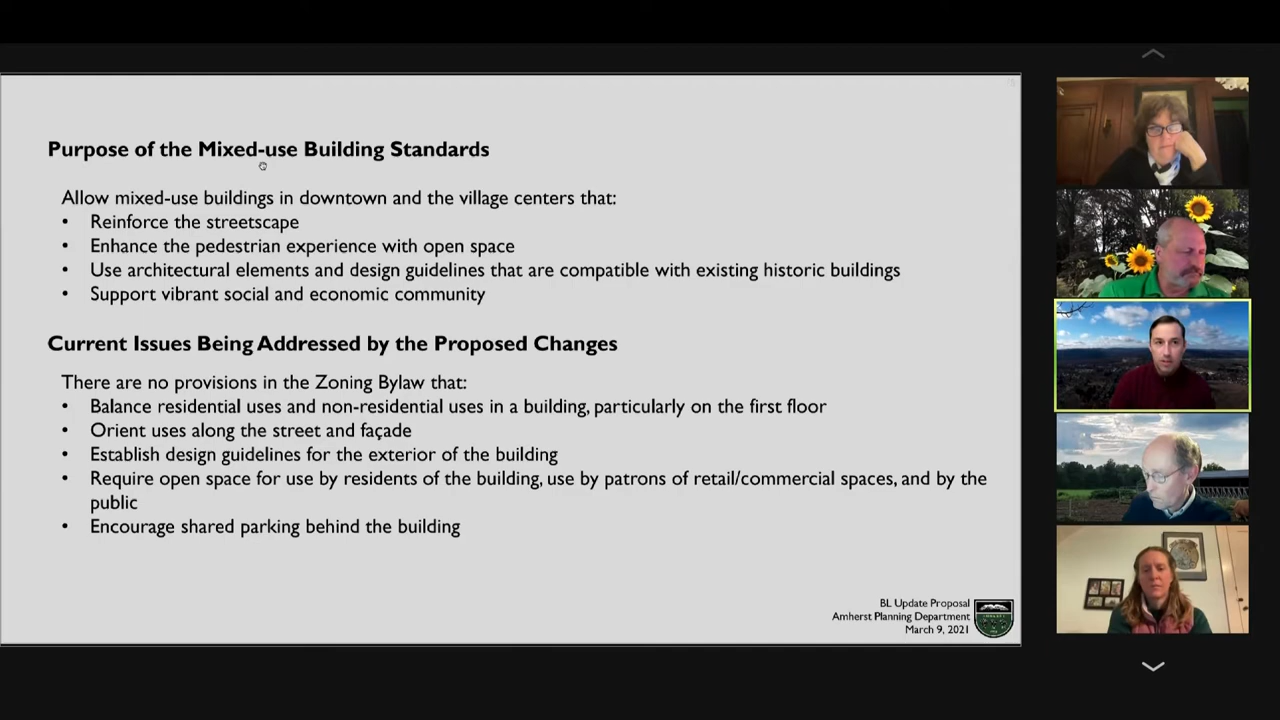 Purpose of the Mixed-use Building Standards
Allow mixed-use buildings in downtown and the village centers that:
• Reinforce the streetscape
• Enhance the pedestrian experience with open space
• Use architectural elements and design guidelines that are compatible with existing historic buildings
• Support vibrant social and economic community
Current Issues Being Addressed by the Proposed Changes
There are no provisions in the Zoning Bylaw that:
• Balance residential uses and non-residential uses in a building, particularly on the first floor
• Orient uses along the street and façade
• Establish design guidelines for the exterior of the building
• Require open space for use by residents of the building, use by patrons of retail/commercial spaces, and by the
public
• Encourage shared parking behind the building
BL Update Proposal
Amherst Planning Department
March 9, 2021